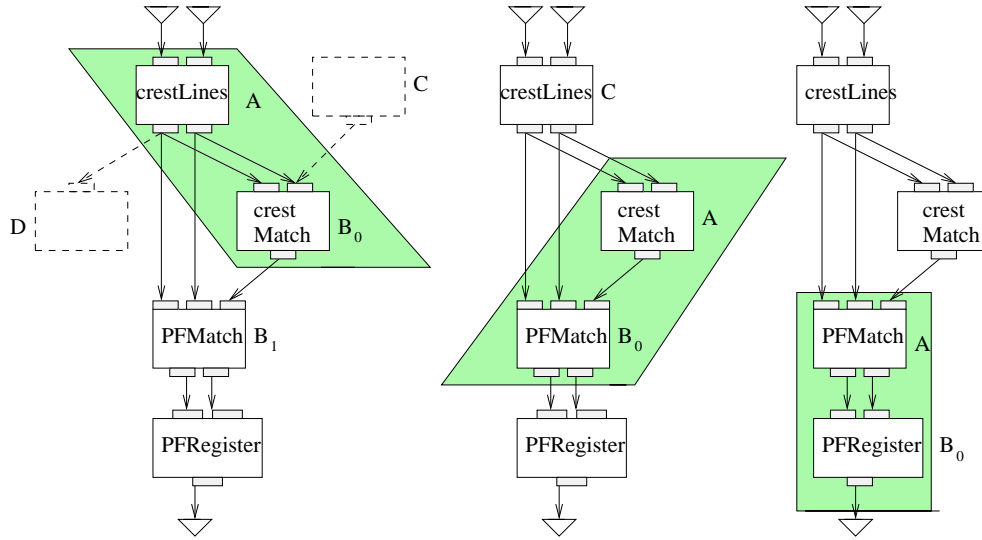 crestLines
A
C
D
crest
Match
B0
PFMatch
B1
PFRegister
crestLines
C
crest
Match
A
PFMatch
B0
PFRegister
crestLines
crest
Match
PFMatch
A
PFRegister
B0